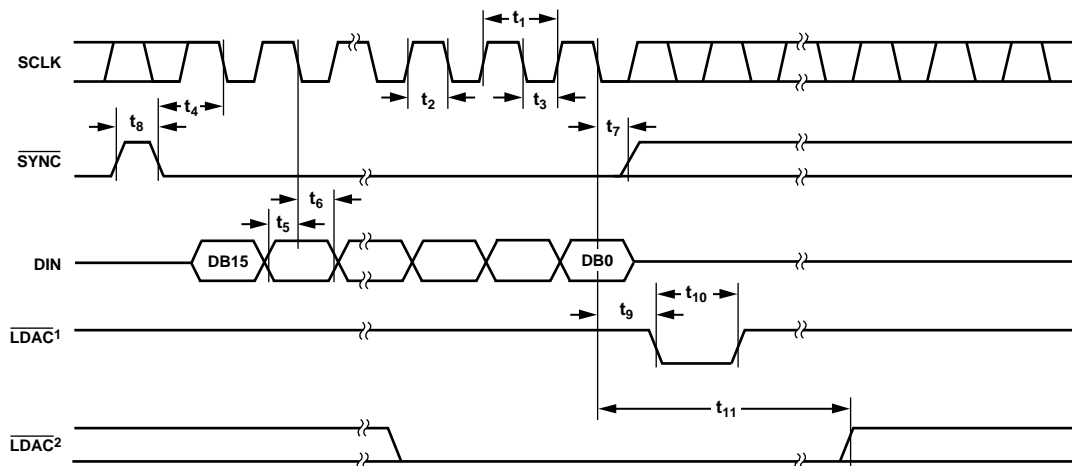 t1
SCLK
t4
t2
t3
t8
t7
SYNC
t6
t5
DB15
DB0
DIN
t10
t9
LDAC1
t11
LDAC2